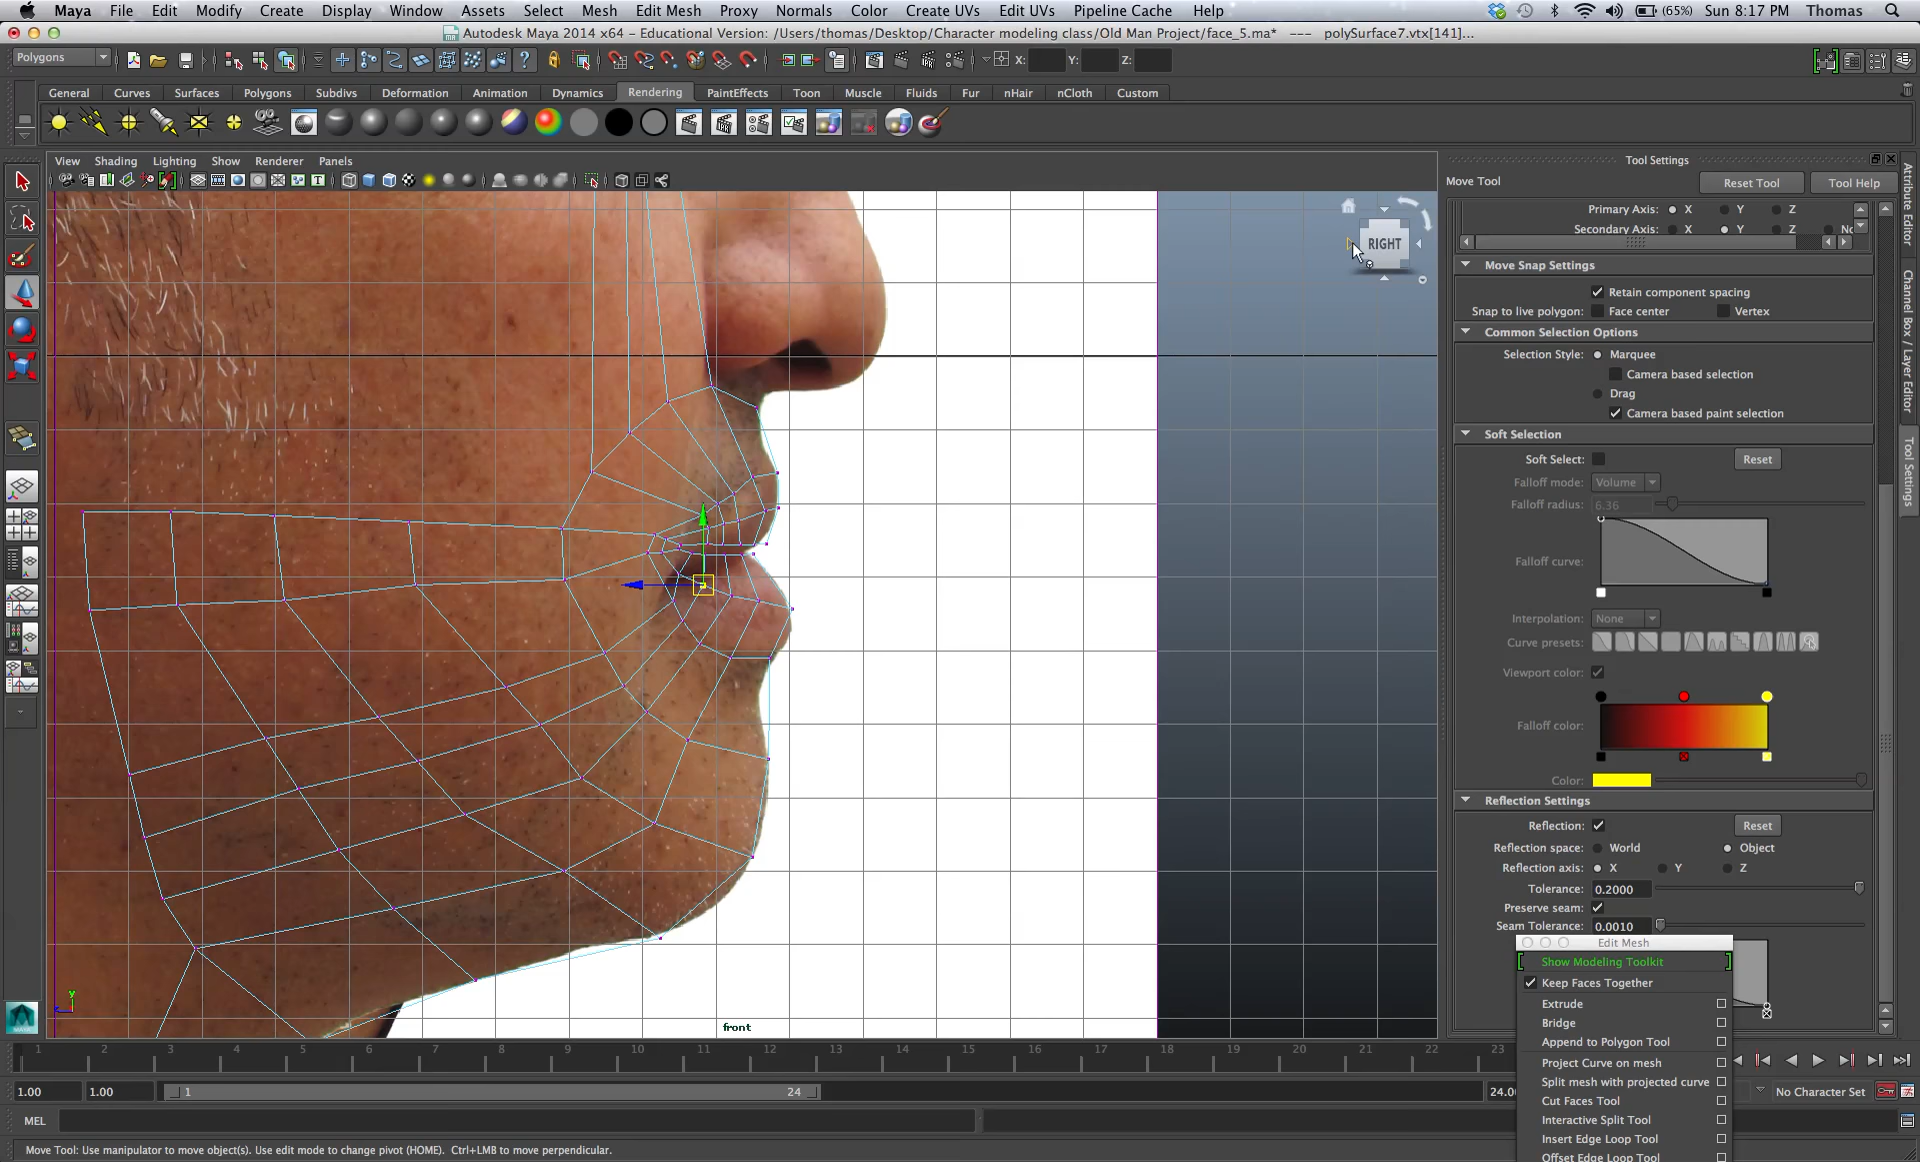 Maya File Edit Modify Create Display Window Assets Select Mesh Edit Mesh Proxy Normals Color Create UVs Edit UVs Pipeline Cache Help (65%) Sun 8:17 PM Thomas
Autodesk Maya 2014 x64 - Educational Version: /Users/thomas/Desktop/Character modeling class/Old Man Project/face_5.ma* --- polySurface7.vtx[141]...
Polygons X: Y: Z:
General Curves Surfaces Polygons Subdivs Deformation Animation Dynamics Rendering PaintEffects Toon Muscle Fluids Fur nHair nCloth Custom
View Shading Lighting Show Renderer Panels
RIGHT
front
y
Tool Settings
Move Tool Reset Tool Tool Help
Primary Axis: X Y Z
Secondary Axis: X Y Z No
Move Snap Settings
Retain component spacing
Snap to live polygon: Face center Vertex
Common Selection Options
Selection Style: Marquee
Camera based selection
Drag
Camera based paint selection
Soft Selection
Soft Select: Reset
Falloff mode: Volume
Falloff radius: 6.36
Falloff curve:
Interpolation: None
Curve presets:
Viewport color:
Falloff color:
Color:
Reflection Settings
Reflection: Reset
Reflection space: World Object
Reflection axis: X Y Z
Tolerance: 0.2000
Preserve seam:
Seam Tolerance: 0.0010
Edit Mesh
Show Modeling Toolkit
Keep Faces Together
Extrude
Bridge
Append to Polygon Tool
Project Curve on mesh
Split mesh with projected curve
Cut Faces Tool
Interactive Split Tool
Insert Edge Loop Tool
Offset Edge Loop Tool
Attribute Editor
Channel Box / Layer Editor
Tool Settings
1 2 3 4 5 6 7 8 9 10 11 12 13 14 15 16 17 18 19 20 21 22 23
1.00 1.00 1 24 24.00 No Character Set
MEL
Move Tool: Use manipulator to move object(s). Use edit mode to change pivot (HOME). Ctrl+LMB to move perpendicular.